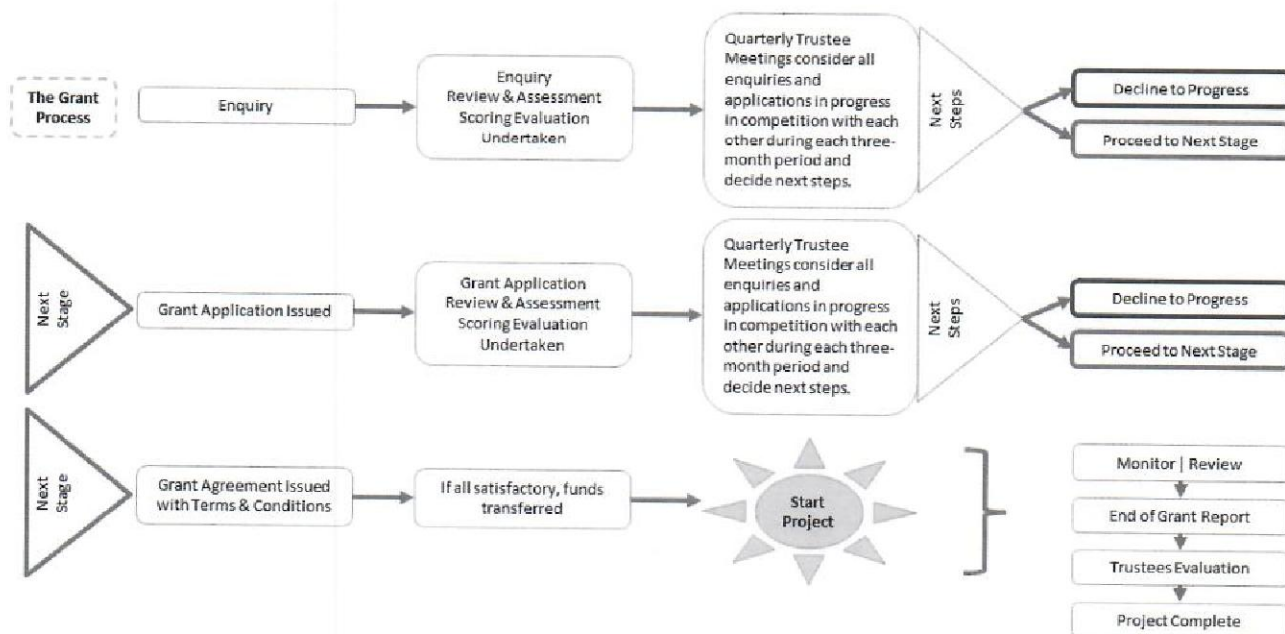 The Grant
Process
Enquiry
Enquiry
Review & Assessment
Scoring Evaluation
Undertaken
Quarterly Trustee
Meetings consider all
enquiries and
applications in progress
in competition with each
other during each three-
month period and
decide next steps.
Next
Steps
Decline to Progress
Proceed to Next Stage
Next
Stage
Grant Application Issued
Grant Application
Review & Assessment
Scoring Evaluation
Undertaken
Quarterly Trustee
Meetings consider all
enquiries and
applications in progress
in competition with each
other during each three-
month period and
decide next steps.
Next
Steps
Decline to Progress
Proceed to Next Stage
Next
Stage
Grant Agreement Issued
with Terms & Conditions
If all satisfactory, funds
transferred
Start
Project
Monitor | Review
End of Grant Report
Trustees Evaluation
Project Complete